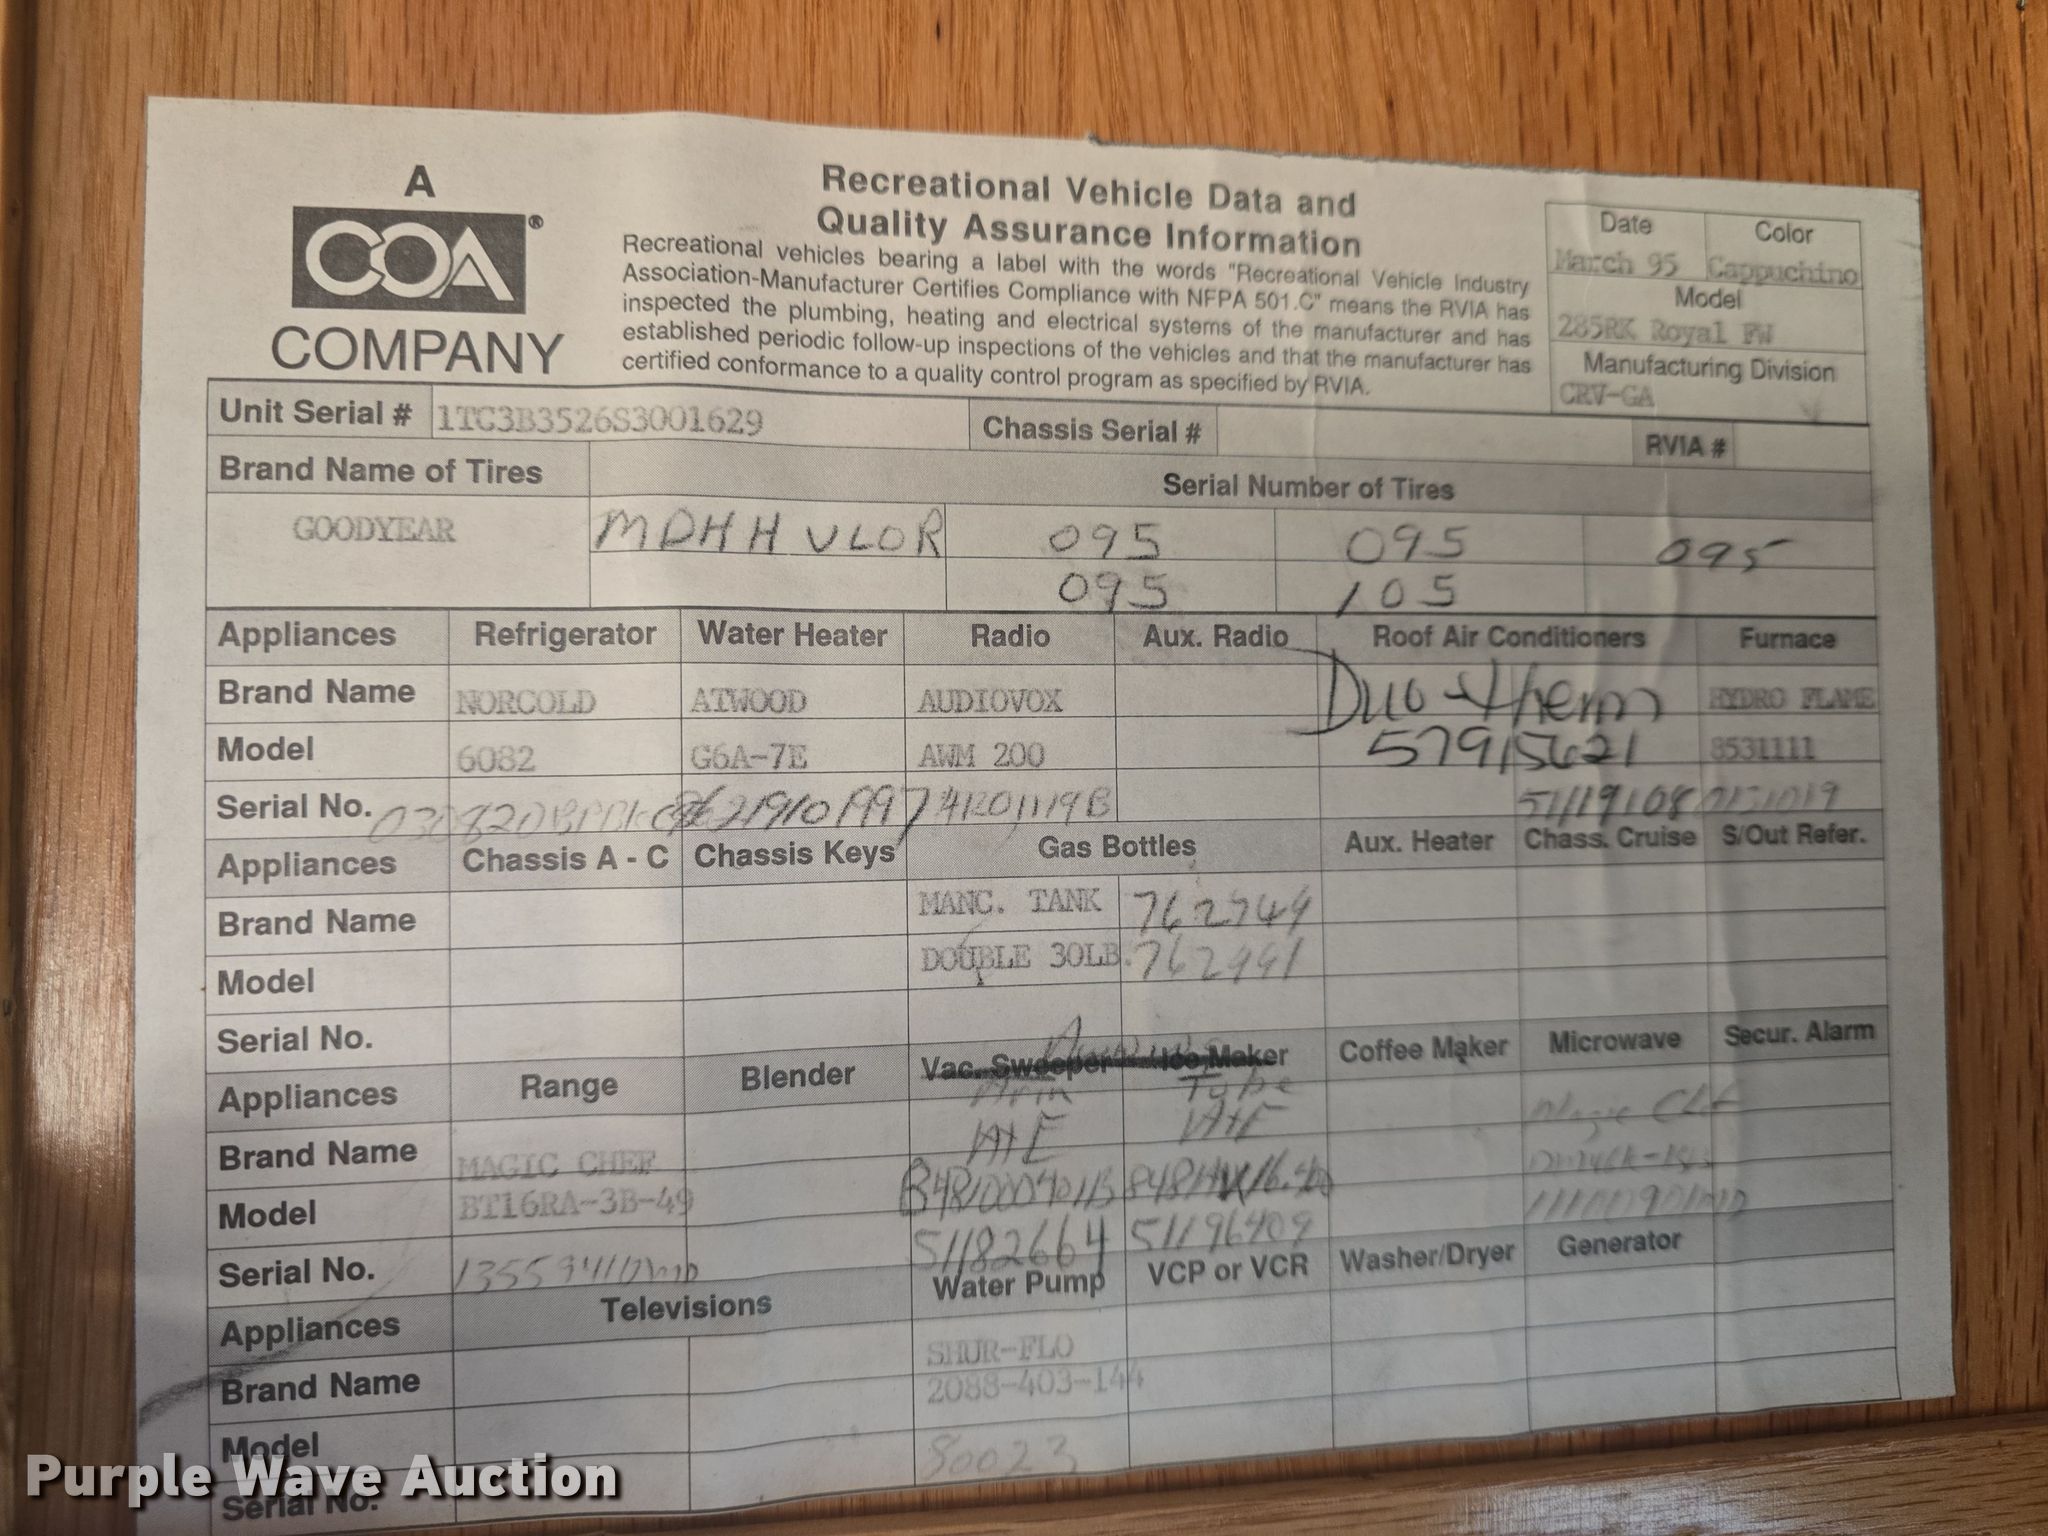 A
COA®
COMPANY
Recreational Vehicle Data and
Quality Assurance Information
Recreational vehicles bearing a label with the words "Recreational Vehicle Industry
Association-Manufacturer Certifies Compliance with NFPA 501.C" means the RVIA has
inspected the plumbing, heating and electrical systems of the manufacturer and has
established periodic follow-up inspections of the vehicles and that the manufacturer has
certified conformance to a quality control program as specified by RVIA.
Date Color
March 95 Cappuchino
Model
285RK Royal FW
Manufacturing Division
CRV-GA
Unit Serial # 1TC3B3526S3001629 Chassis Serial # RVIA #
Brand Name of Tires Serial Number of Tires
GOODYEAR MDHH VLOR 095 095 095
095 105
Appliances Refrigerator Water Heater Radio Aux. Radio Roof Air Conditioners Furnace
Brand Name NORCOLD ATWOOD AUDIOVOX Duo-therm HYDRO FLAME
Model 6082 G6A-7E AWM 200 57915621 8531111
Serial No. 51119108
Appliances Chassis A - C Chassis Keys Gas Bottles Aux. Heater Chass. Cruise S/Out Refer.
Brand Name MANC. TANK 762744
Model DOUBLE 30LB. 762991
Serial No.
Appliances Range Blender Vac. Sweeper Ice Maker Coffee Maker Microwave Secur. Alarm
Arm Tube
Brand Name MAGIC CHEF A+E A+E Magic
Model BT16RA-3B-49
Serial No. 51182664 51196409
Appliances Televisions Water Pump VCP or VCR Washer/Dryer Generator
Brand Name SHUR-FLO
Model 2088-403-144
Serial No. 80023
Purple Wave Auction